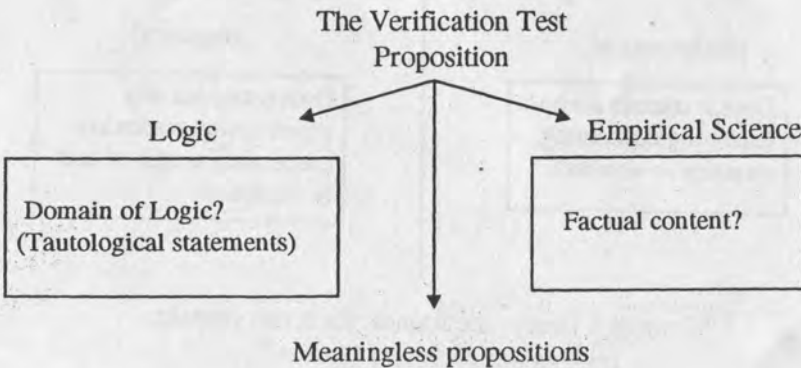 The Verification Test
Proposition
Logic
Empirical Science
Domain of Logic?
(Tautological statements)
Factual content?
Meaningless propositions